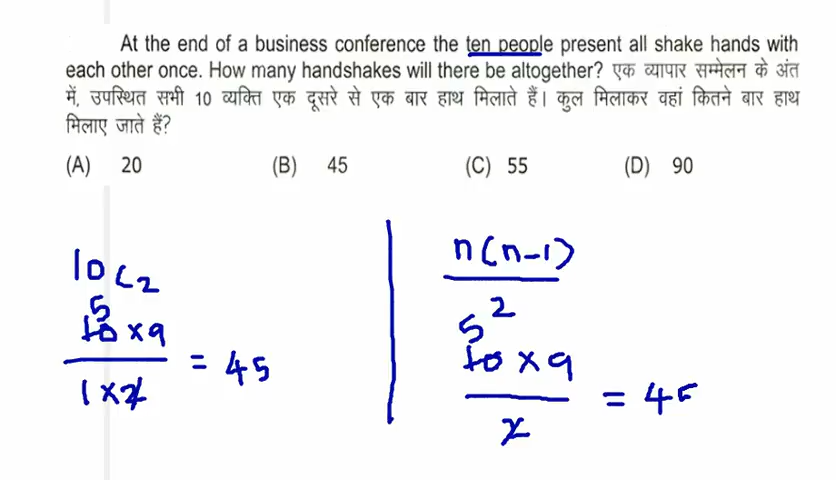 At the end of a business conference the ten people present all shake hands with
each other once. How many handshakes will there be altogether? एक व्यापार सम्मेलन के अंत
में, उपस्थित सभी 10 व्यक्ति एक दूसरे से एक बार हाथ मिलाते हैं। कुल मिलाकर वहां कितने बार हाथ
मिलाए जाते हैं?
(A) 20 (B) 45 (C) 55 (D) 90
10 C2
5
10 × 9
1 × 2
= 45
n(n-1)
2
5
10 × 9
2
= 45